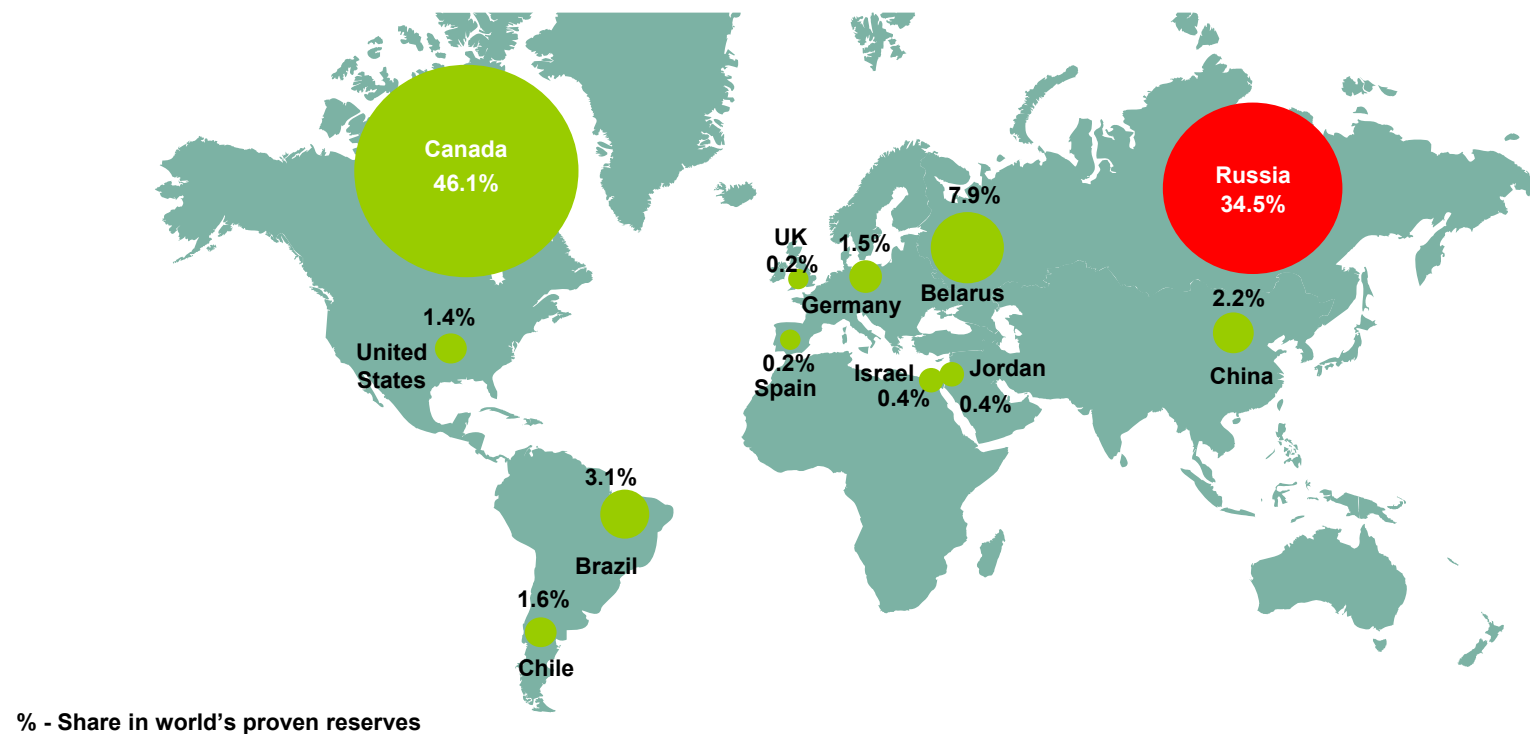 Canada
46.1%
Russia
34.5%
7.9%
Belarus
UK
0.2%
1.5%
Germany
2.2%
China
1.4%
United
States
0.2%
Spain
Israel
0.4%
Jordan
0.4%
3.1%
Brazil
1.6%
Chile
% - Share in world’s proven reserves